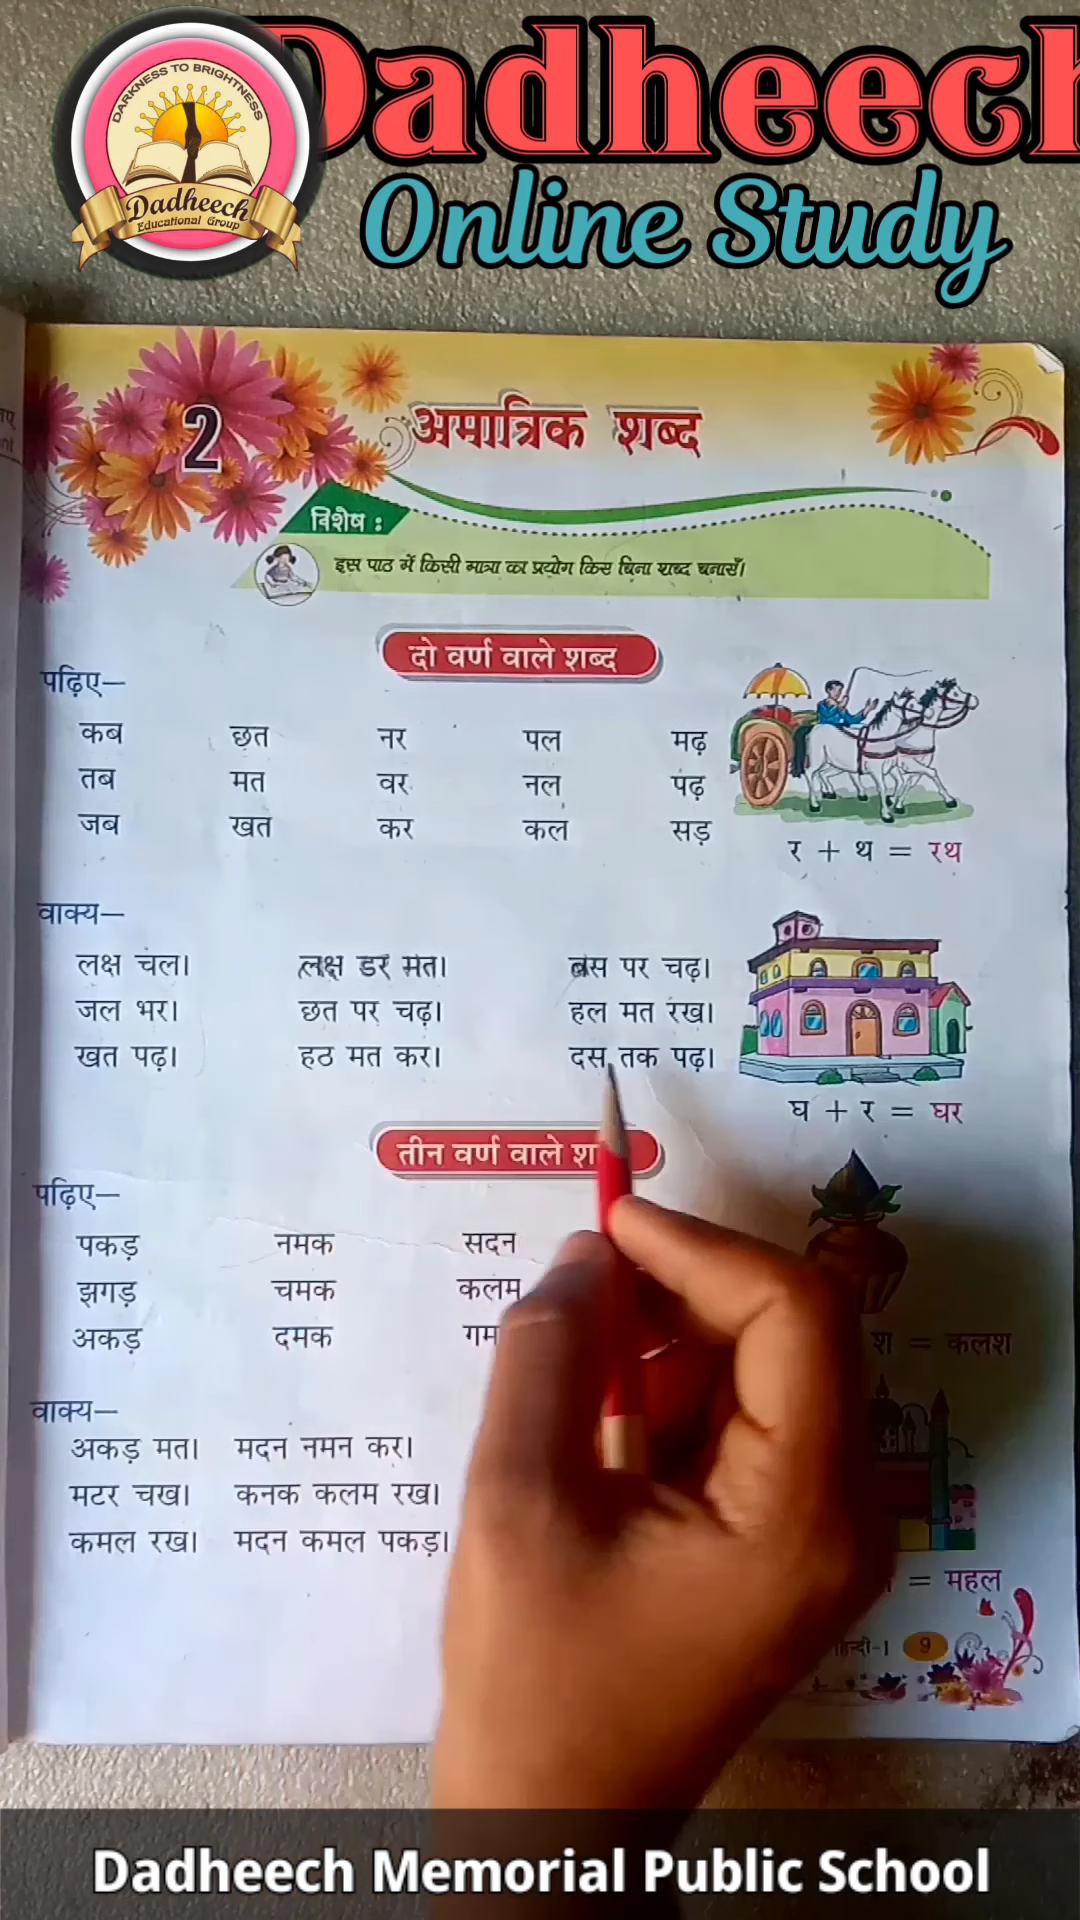 DARKNESS TO BRIGHTNESS
Dadheech
Educational Group
Dadheech
Online Study
2
अमात्रिक शब्द
विशेष :
इस पाठ में किसी मात्रा का प्रयोग किए बिना शब्द बनाएँ।
दो वर्ण वाले शब्द
पढ़िए—
कब छत नर पल मढ़
तब मत वर नल पढ़
जब खत कर कल सड़
र + थ = रथ
वाक्य—
लक्ष चल। लक्ष डर मत। बस पर चढ़।
जल भर। छत पर चढ़। हल मत रख।
खत पढ़। हठ मत कर। दस तक पढ़।
घ + र = घर
तीन वर्ण वाले
पढ़िए—
पकड़ नमक सदन
झगड़ चमक कलम
अकड़ दमक
श = कलश
वाक्य—
अकड़ मत। मदन नमन कर।
मटर चख। कनक कलम रख।
कमल रख। मदन कमल पकड़।
= महल
हिन्दी-1 9
Dadheech Memorial Public School